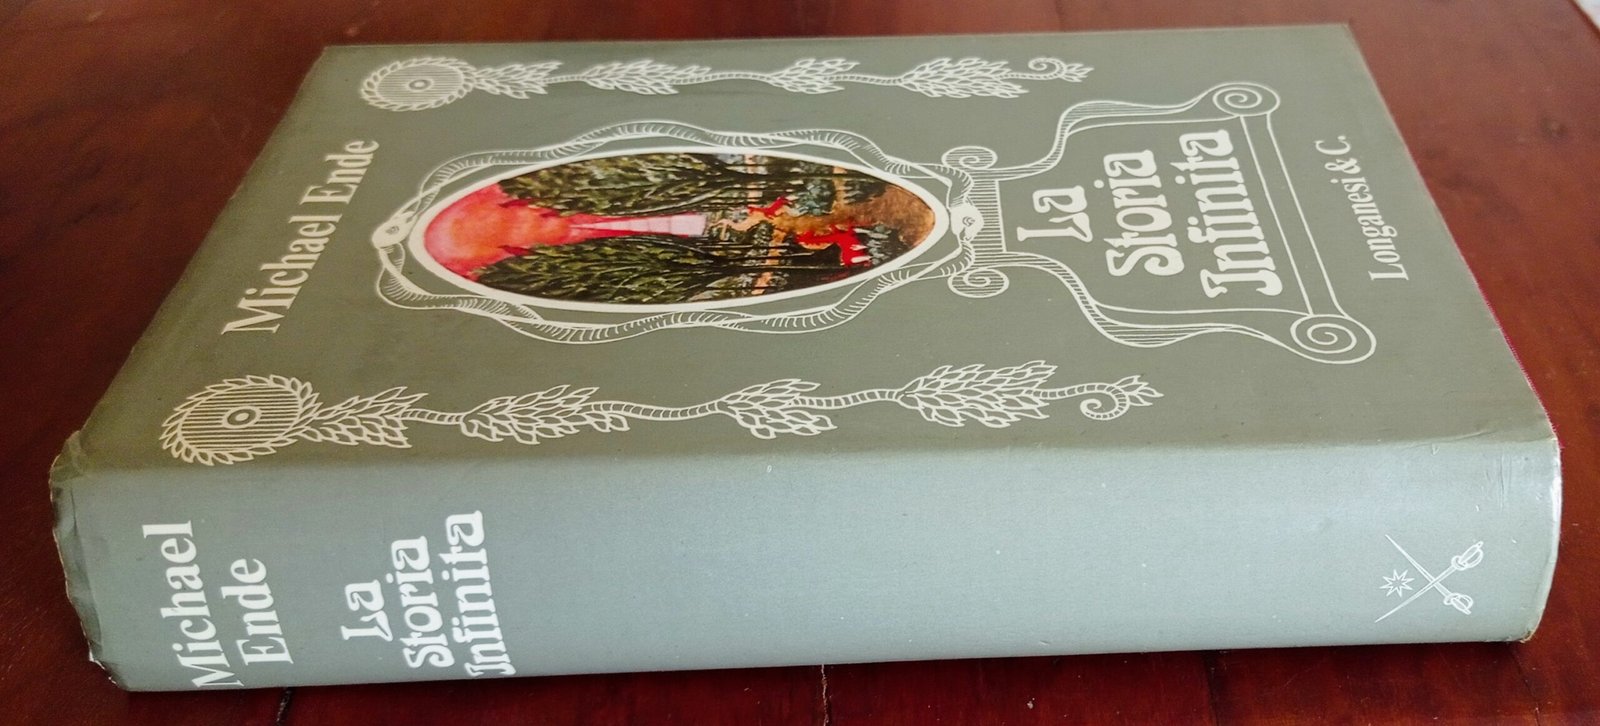 Michael Ende
La
Storia
Infinita
Longanesi & C.
Michael
Ende
La
Storia
Infinita